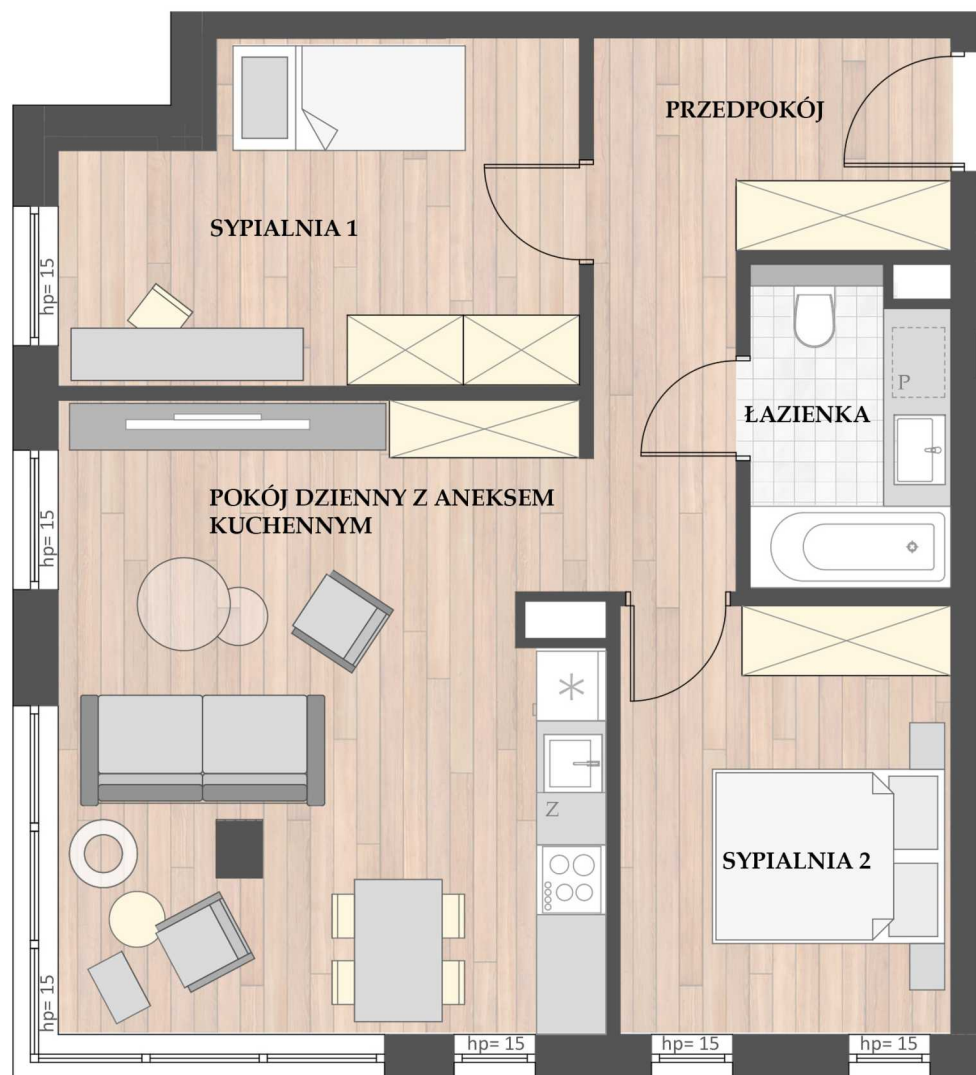 PRZEDPOKÓJ
SYPIALNIA 1
hp= 15
P
ŁAZIENKA
POKÓJ DZIENNY Z ANEKSEM
KUCHENNYM
hp= 15
Z
SYPIALNIA 2
hp= 15
hp= 15
hp= 15
hp= 15